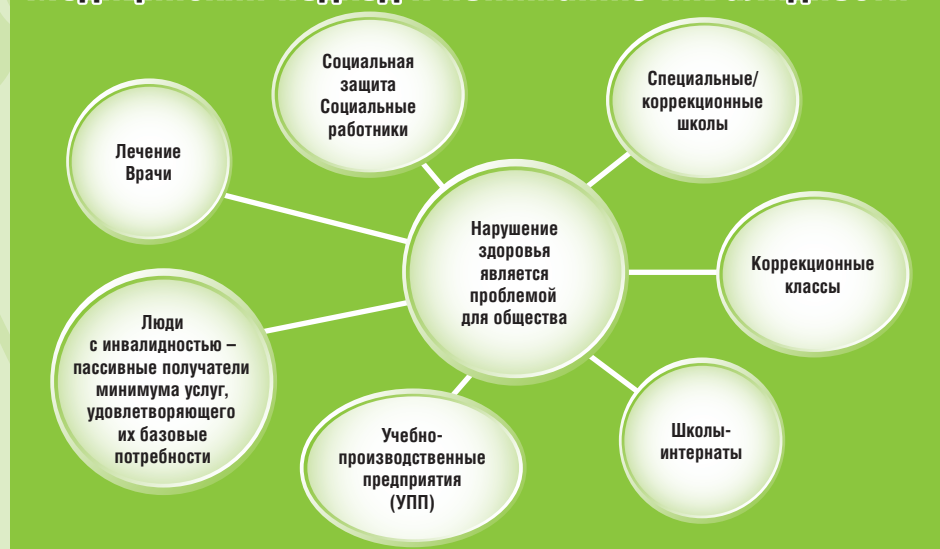 Социальная
защита
Социальные
работники
Специальные/
коррекционные
школы
Лечение
Врачи
Нарушение
здоровья
является
проблемой
для общества
Коррекционные
классы
Люди
с инвалидностью –
пассивные получатели
минимума услуг,
удовлетворяющего
их базовые
потребности
Учебно-
производственные
предприятия
(УПП)
Школы-
интернаты